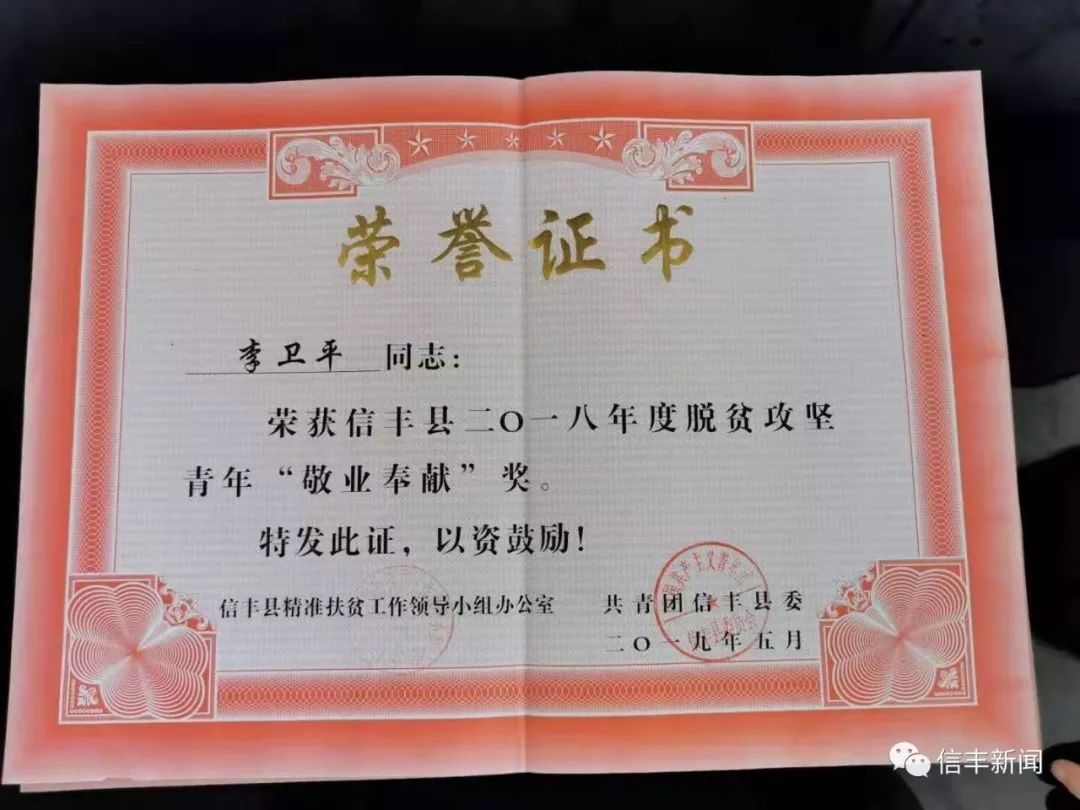 荣誉证书
李卫平 同志：
荣获信丰县二〇一八年度脱贫攻坚
青年“敬业奉献”奖。
特发此证，以资鼓励！
信丰县精准扶贫工作领导小组办公室 共青团信丰县委
二〇一九年五月
信丰新闻